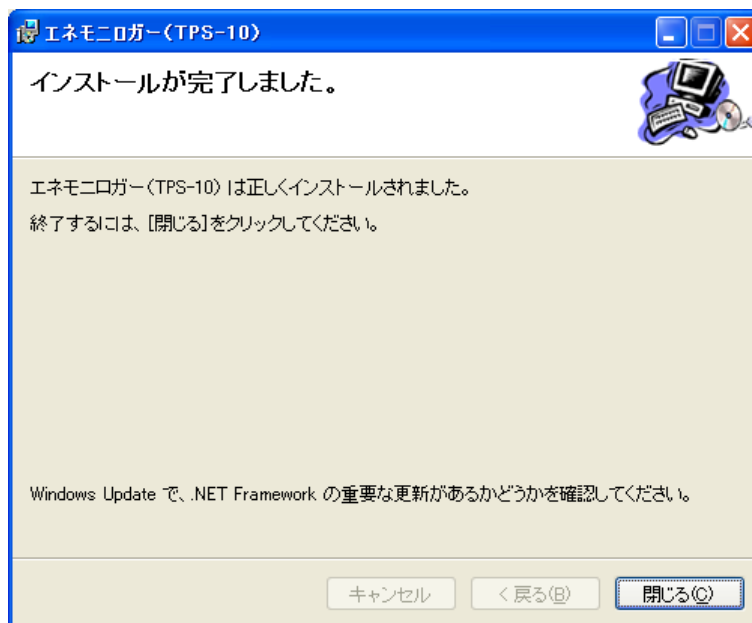 エネモニロガー(TPS-10)
インストールが完了しました。
エネモニロガー(TPS-10) は正しくインストールされました。
終了するには、[閉じる]をクリックしてください。
Windows Update で、.NET Framework の重要な更新があるかどうかを確認してください。
キャンセル
< 戻る(B)
閉じる(C)